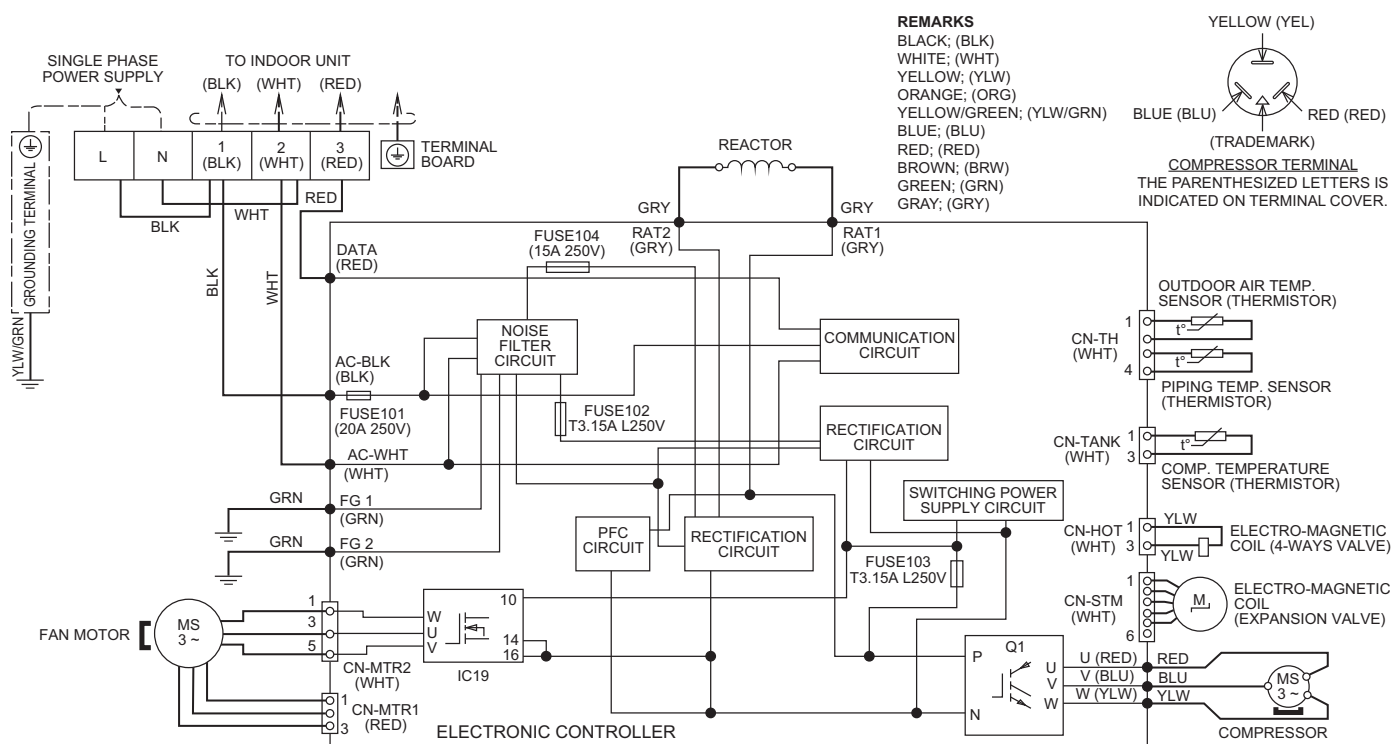 REMARKS
BLACK; (BLK)
WHITE; (WHT)
YELLOW; (YLW)
ORANGE; (ORG)
YELLOW/GREEN; (YLW/GRN)
BLUE; (BLU)
RED; (RED)
BROWN; (BRW)
GREEN; (GRN)
GRAY; (GRY)
YELLOW (YEL)
BLUE (BLU)
RED (RED)
(TRADEMARK)
COMPRESSOR TERMINAL
THE PARENTHESIZED LETTERS IS
INDICATED ON TERMINAL COVER.
SINGLE PHASE
POWER SUPPLY
TO INDOOR UNIT
(BLK)
(WHT)
(RED)
L
N
1
(BLK)
2
(WHT)
3
(RED)
TERMINAL
BOARD
GROUNDING TERMINAL
YLW/GRN
BLK
WHT
RED
BLK
WHT
REACTOR
GRY
GRY
RAT2
(GRY)
RAT1
(GRY)
DATA
(RED)
FUSE104
(15A 250V)
NOISE
FILTER
CIRCUIT
COMMUNICATION
CIRCUIT
AC-BLK
(BLK)
FUSE101
(20A 250V)
FUSE102
T3.15A L250V
RECTIFICATION
CIRCUIT
AC-WHT
(WHT)
GRN
FG 1
(GRN)
GRN
FG 2
(GRN)
PFC
CIRCUIT
RECTIFICATION
CIRCUIT
SWITCHING POWER
SUPPLY CIRCUIT
FUSE103
T3.15A L250V
OUTDOOR AIR TEMP.
SENSOR (THERMISTOR)
1
CN-TH
(WHT)
4
t°
t°
PIPING TEMP. SENSOR
(THERMISTOR)
CN-TANK
(WHT)
1
3
t°
COMP. TEMPERATURE
SENSOR (THERMISTOR)
CN-HOT
(WHT)
1
3
YLW
YLW
ELECTRO-MAGNETIC
COIL (4-WAYS VALVE)
1
CN-STM
(WHT)
6
M
ELECTRO-MAGNETIC
COIL
(EXPANSION VALVE)
FAN MOTOR
MS
3 ~
1
3
5
W
U
V
10
14
16
IC19
CN-MTR2
(WHT)
1
3
CN-MTR1
(RED)
ELECTRONIC CONTROLLER
P
N
Q1
U
V
W
U (RED)
V (BLU)
W (YLW)
RED
BLU
YLW
MS
3 ~
COMPRESSOR